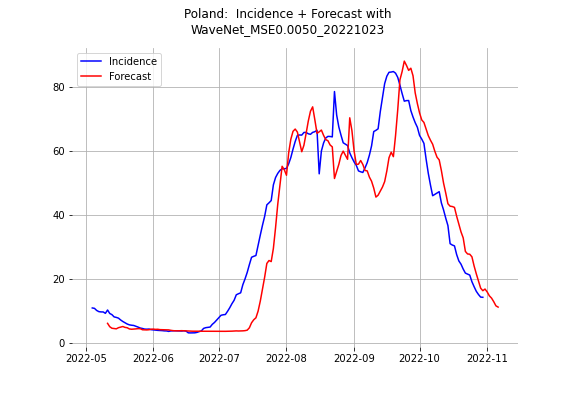 Poland:  Incidence + Forecast with
WaveNet_MSE0.0050_20221023
Incidence
Forecast
80
60
40
20
0
2022-05 2022-06 2022-07 2022-08 2022-09 2022-10 2022-11